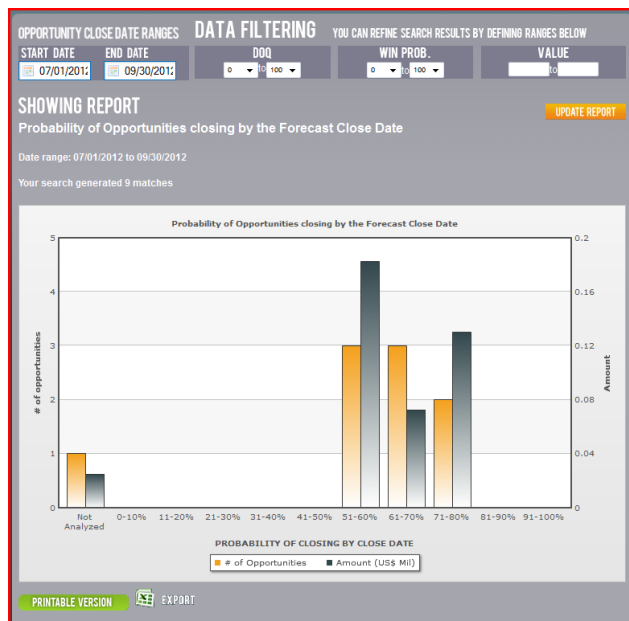 OPPORTUNITY CLOSE DATE RANGES DATA FILTERING YOU CAN REFINE SEARCH RESULTS BY DEFINING RANGES BELOW
START DATE END DATE DOQ WIN PROB. VALUE
07/01/2012 09/30/2012 0 to 100 0 to 100 to
SHOWING REPORT
UPDATE REPORT
Probability of Opportunities closing by the Forecast Close Date
Date range: 07/01/2012 to 09/30/2012
Your search generated 9 matches
Probability of Opportunities closing by the Forecast Close Date
5 0.2
4 0.16
3 0.12
2 0.08
1 0.04
0 0
# of opportunities
Amount
Not Analyzed 0-10% 11-20% 21-30% 31-40% 41-50% 51-60% 61-70% 71-80% 81-90% 91-100%
PROBABILITY OF CLOSING BY CLOSE DATE
# of Opportunities Amount (US$ Mil)
PRINTABLE VERSION EXPORT